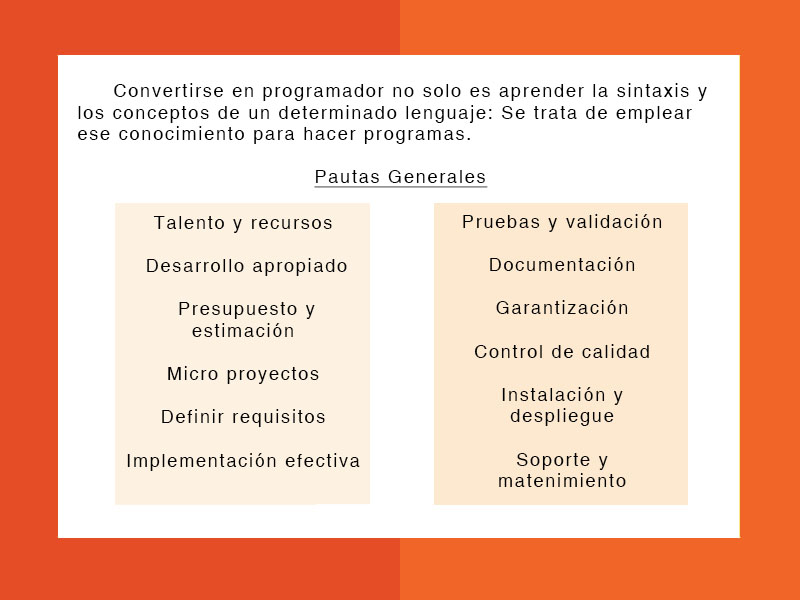 Convertirse en programador no solo es aprender la sintaxis y
los conceptos de un determinado lenguaje: Se trata de emplear
ese conocimiento para hacer programas.
Pautas Generales
Talento y recursos
Desarrollo apropiado
Presupuesto y
estimación
Micro proyectos
Definir requisitos
Implementación efectiva
Pruebas y validación
Documentación
Garantización
Control de calidad
Instalación y
despliegue
Soporte y
matenimiento